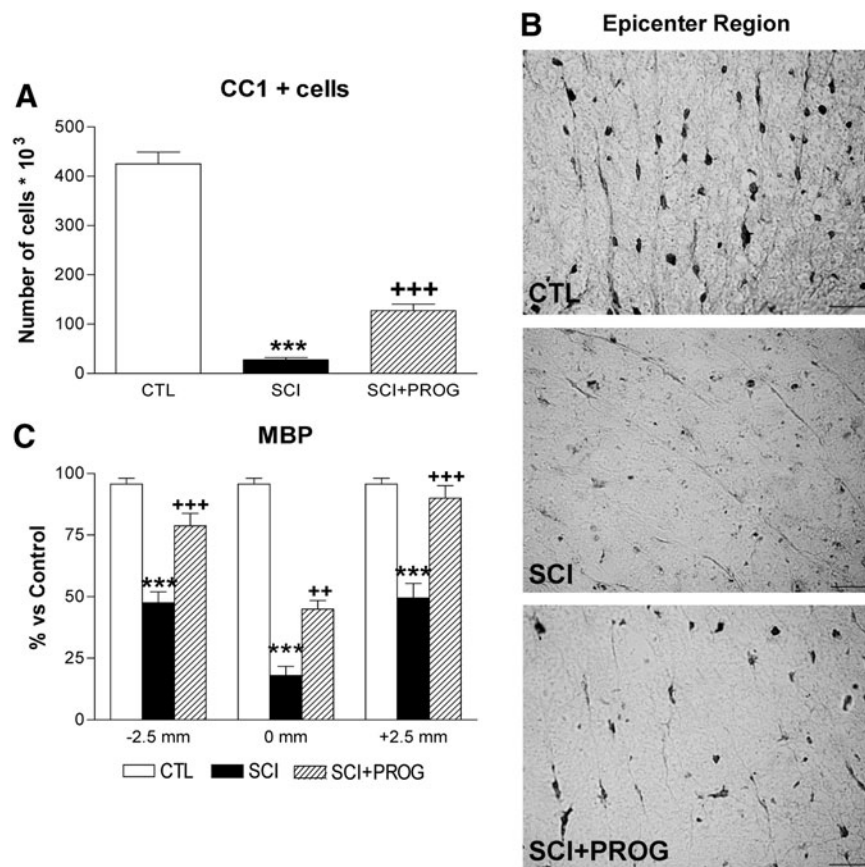 A
CC1 + cells
Number of cells * 10³
500
400
300
200
100
0
***
+++
CTL
SCI
SCI+PROG
B
Epicenter Region
CTL
SCI
SCI+PROG
C
MBP
% vs Control
100
75
50
25
0
***
+++
***
++
***
+++
-2.5 mm
0 mm
+2.5 mm
CTL
SCI
SCI+PROG